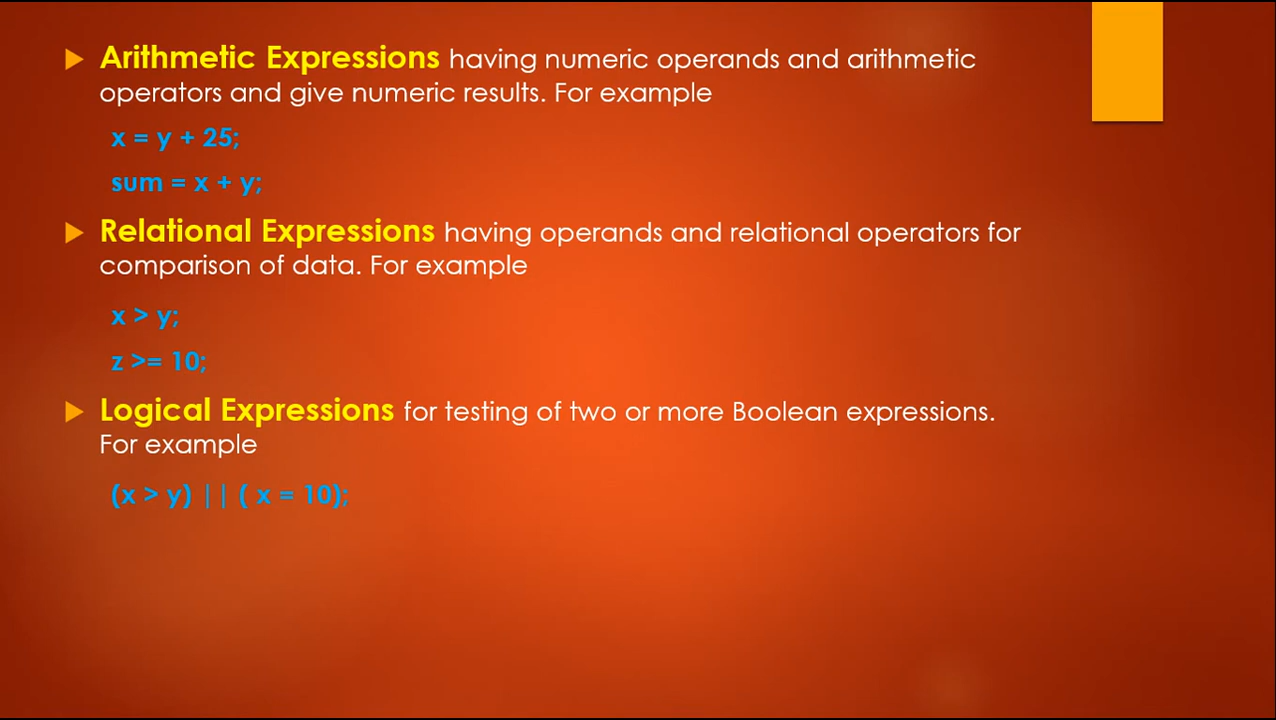 Arithmetic Expressions having numeric operands and arithmetic
operators and give numeric results. For example
x = y + 25;
sum = x + y;
Relational Expressions having operands and relational operators for
comparison of data. For example
x > y;
z >= 10;
Logical Expressions for testing of two or more Boolean expressions.
For example
(x > y) || ( x = 10);